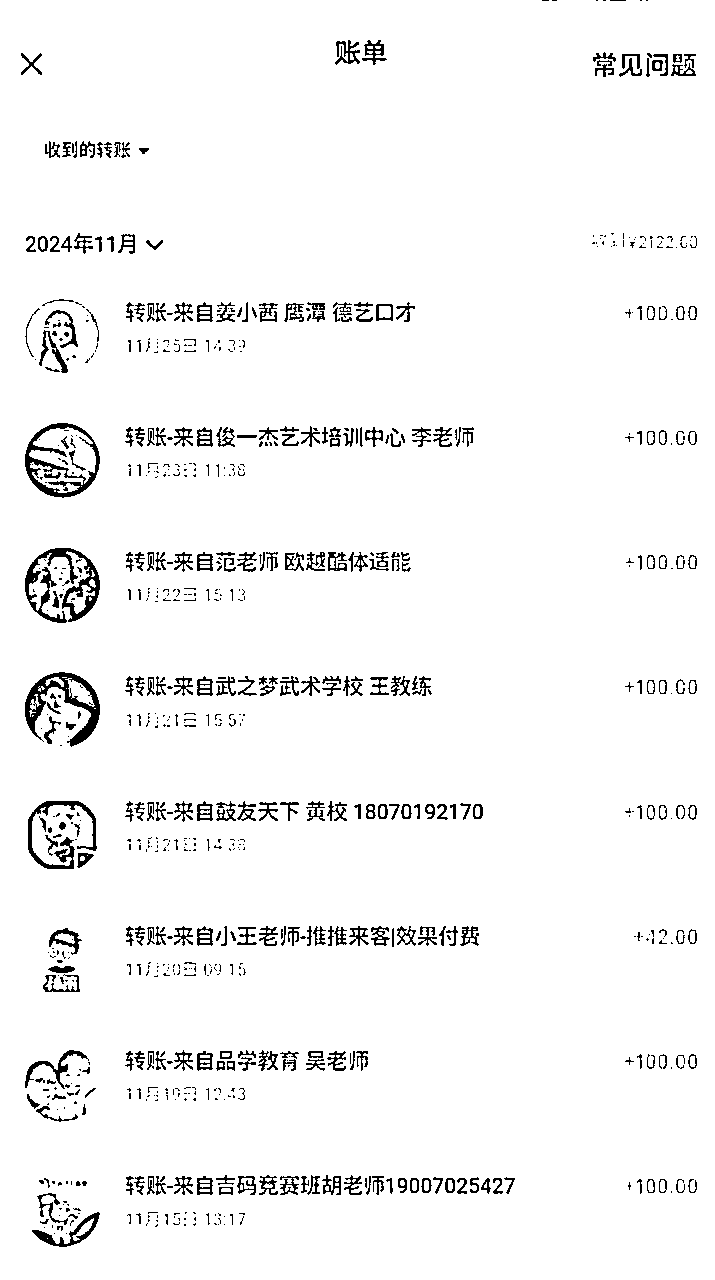 账单
常见问题
收到的转账
2024年11月
¥2122.00
转账-来自姜小茜 鹰潭 德艺口才
+100.00
11月25日 14:39
转账-来自俊一杰艺术培训中心 李老师
+100.00
11月23日 11:38
转账-来自范老师 欧越酷体适能
+100.00
11月22日 15:13
转账-来自武之梦武术学校 王教练
+100.00
11月21日 15:57
转账-来自鼓友天下 黄校 18070192170
+100.00
11月21日 14:38
转账-来自小王老师-推推来客|效果付费
+42.00
11月20日 09:15
转账-来自品学教育 吴老师
+100.00
11月19日 12:43
转账-来自吉码竞赛班胡老师19007025427
+100.00
11月15日 13:17